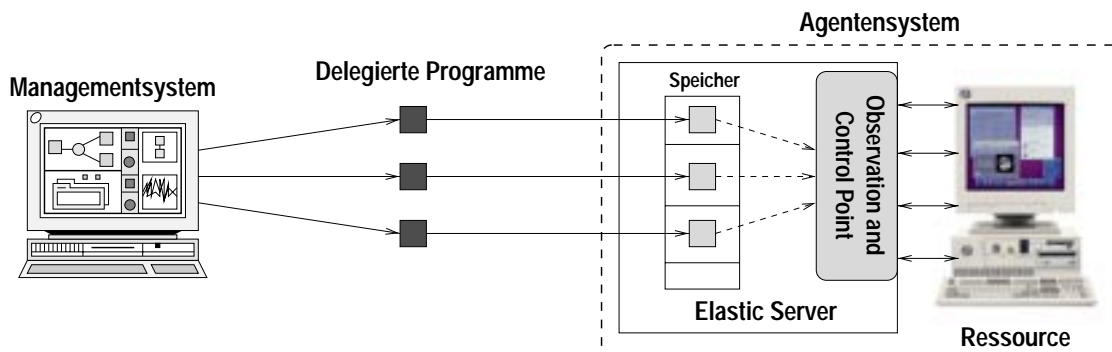 Agentensystem
Delegierte Programme
Managementsystem
Speicher
Observation and
Control Point
Elastic Server
Ressource